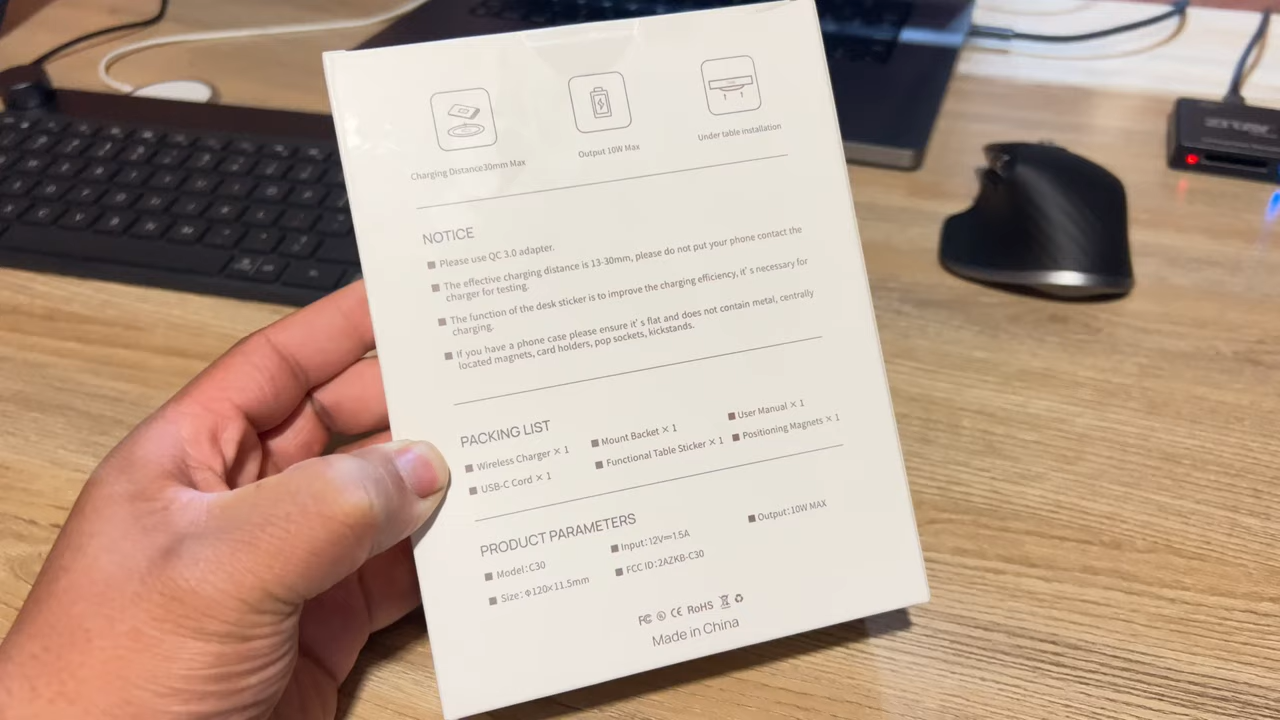 Charging Distance30mm Max
Output 10W Max
Under table installation
NOTICE
Please use QC 3.0 adapter.
The effective charging distance is 13-30mm, please do not put your phone contact the
charger for testing.
The function of the desk sticker is to improve the charging efficiency, it's necessary for
charging.
If you have a phone case please ensure it's flat and does not contain metal, centrally
located magnets, card holders, pop sockets, kickstands.
PACKING LIST
Wireless Charger × 1
Mount Backet × 1
User Manual × 1
USB-C Cord × 1
Functional Table Sticker × 1
Positioning Magnets × 1
PRODUCT PARAMETERS
Model:C30
Input:12V⎓1.5A
Output:10W MAX
Size:Φ120×11.5mm
FCC ID:2AZKB-C30
FC CE RoHS
Made in China